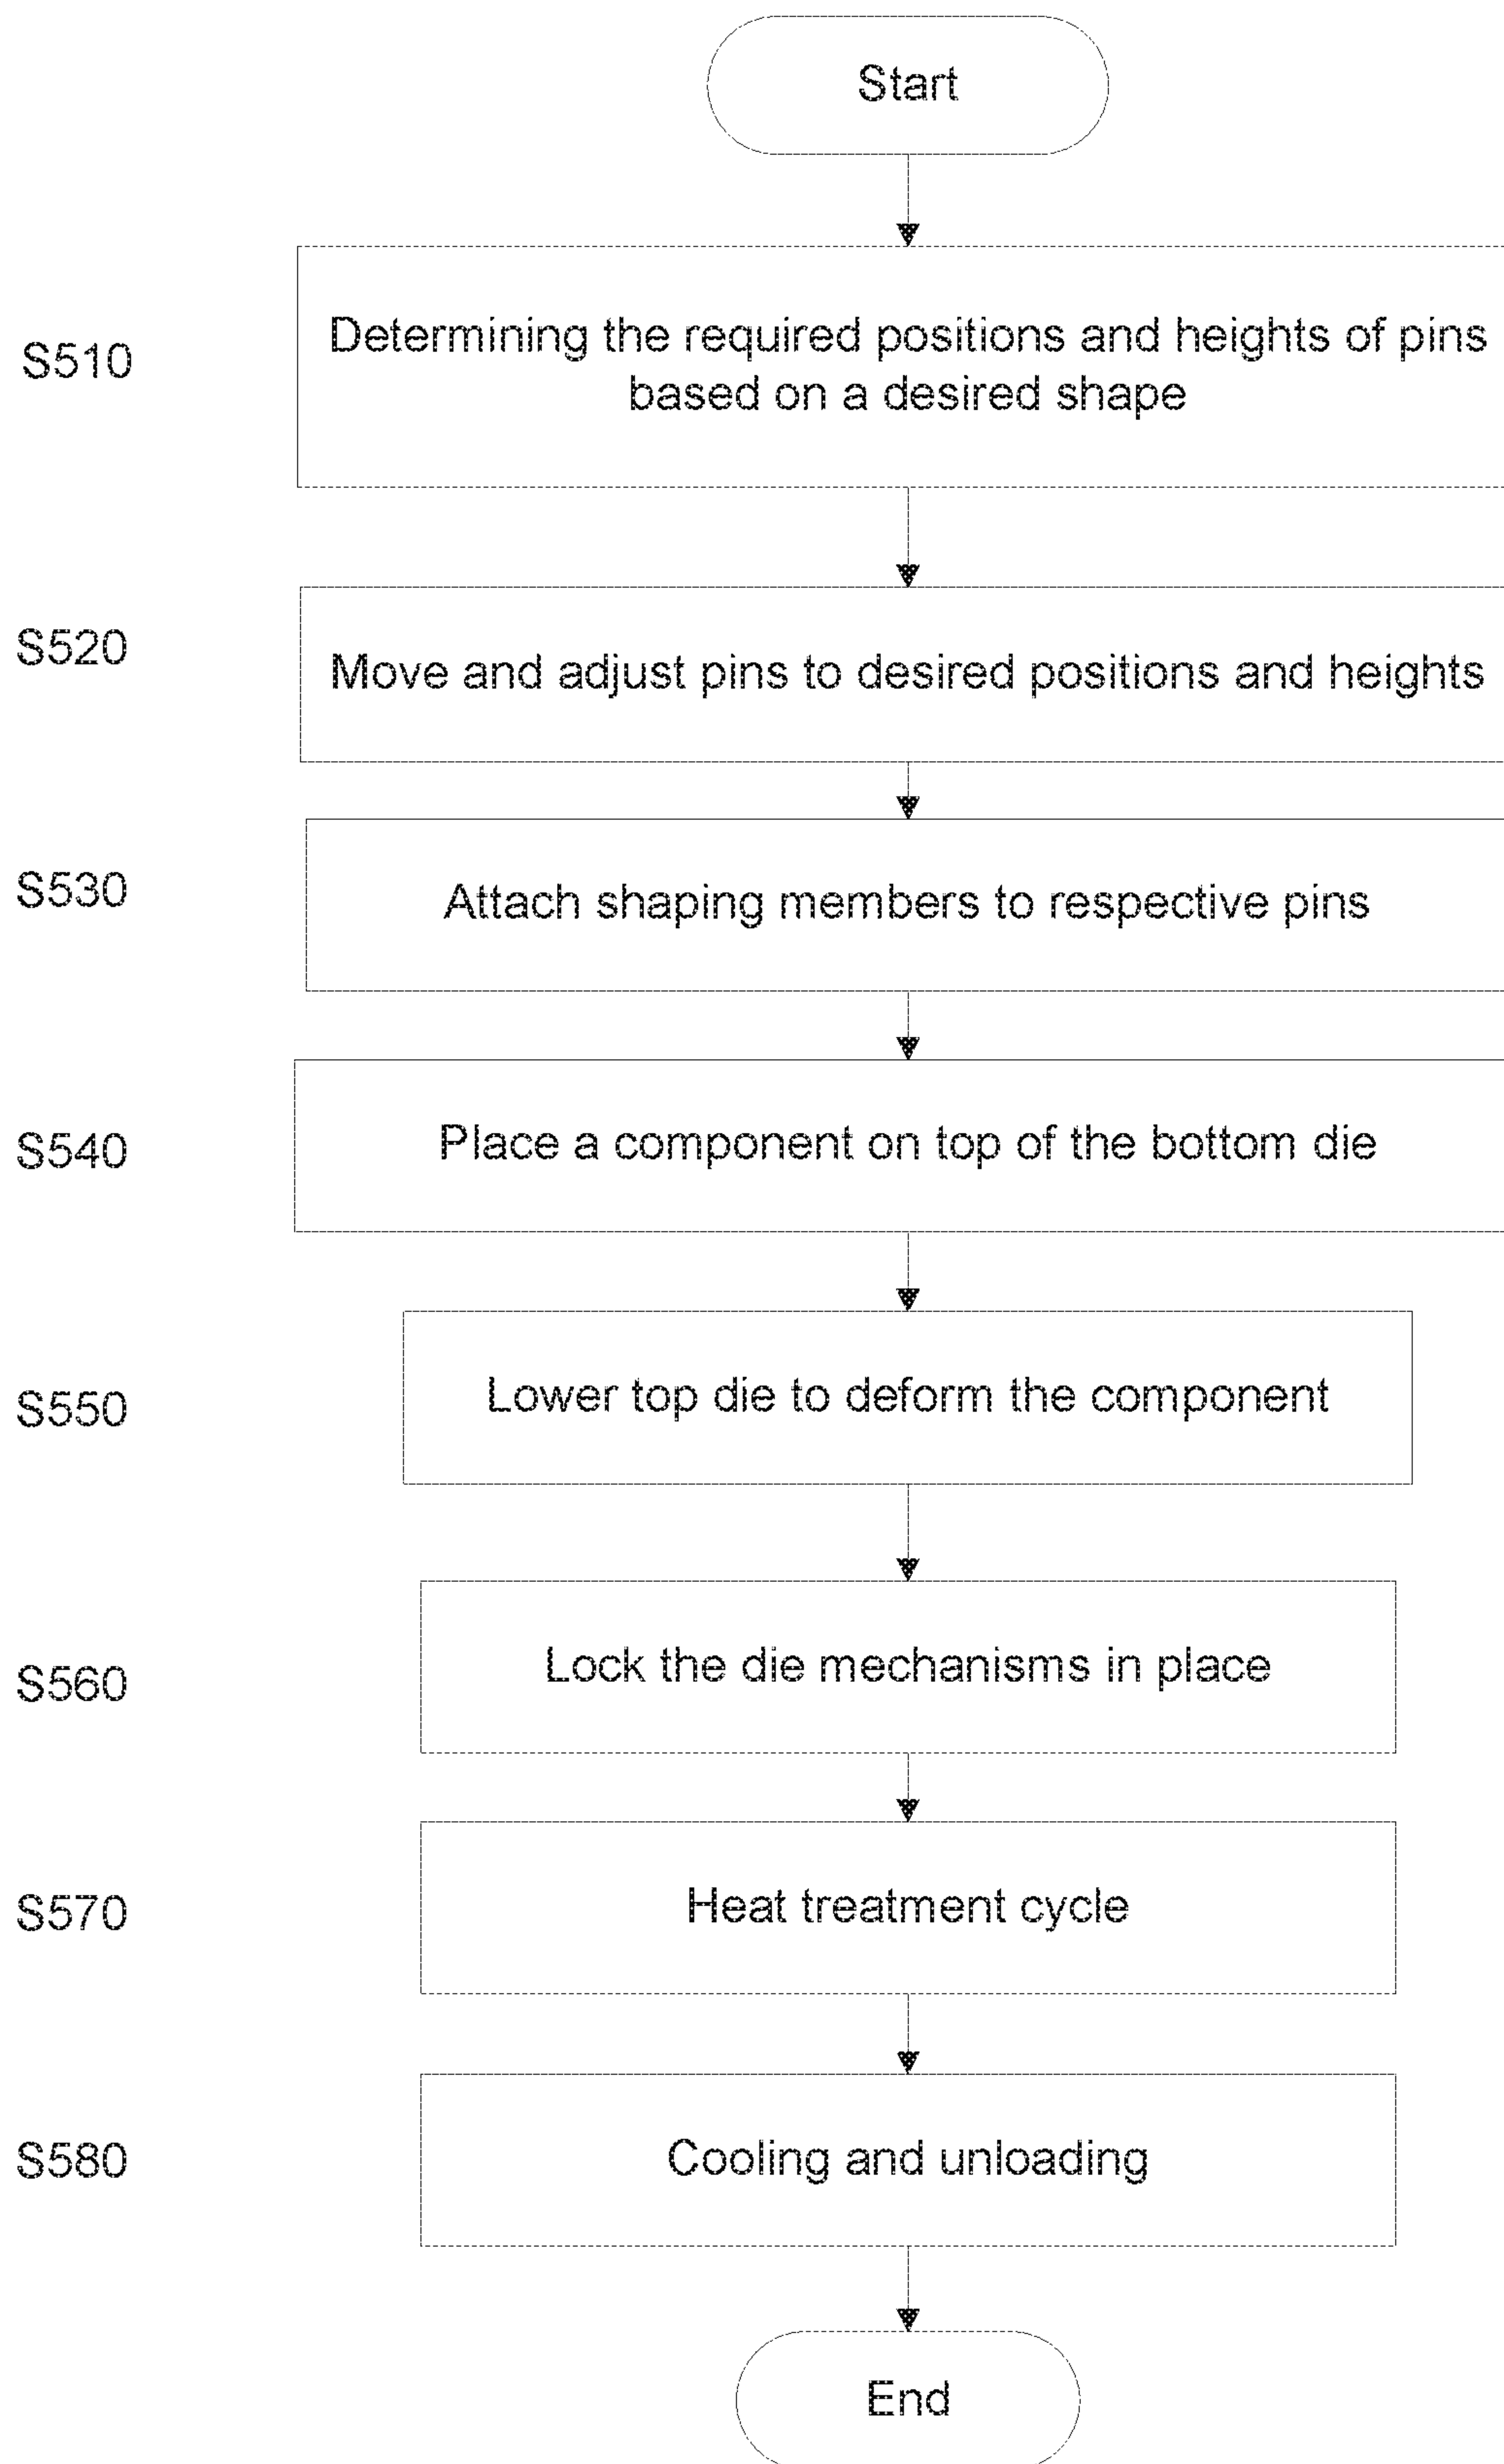 Start
S510
Determining the required positions and heights of pins
based on a desired shape
S520
Move and adjust pins to desired positions and heights
S530
Attach shaping members to respective pins
S540
Place a component on top of the bottom die
S550
Lower top die to deform the component
S560
Lock the die mechanisms in place
S570
Heat treatment cycle
S580
Cooling and unloading
End